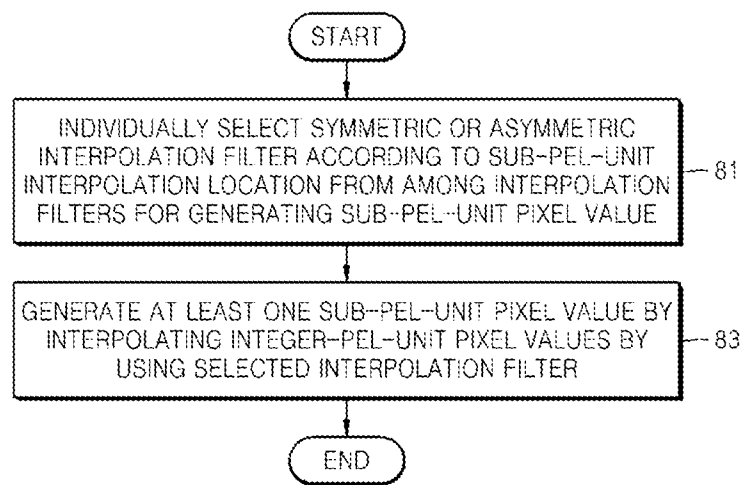 START
INDIVIDUALLY SELECT SYMMETRIC OR ASYMMETRIC
INTERPOLATION FILTER ACCORDING TO SUB-PEL-UNIT
INTERPOLATION LOCATION FROM AMONG INTERPOLATION
FILTERS FOR GENERATING SUB-PEL-UNIT PIXEL VALUE
81
GENERATE AT LEAST ONE SUB-PEL-UNIT PIXEL VALUE BY
INTERPOLATING INTEGER-PEL-UNIT PIXEL VALUES BY
USING SELECTED INTERPOLATION FILTER
83
END